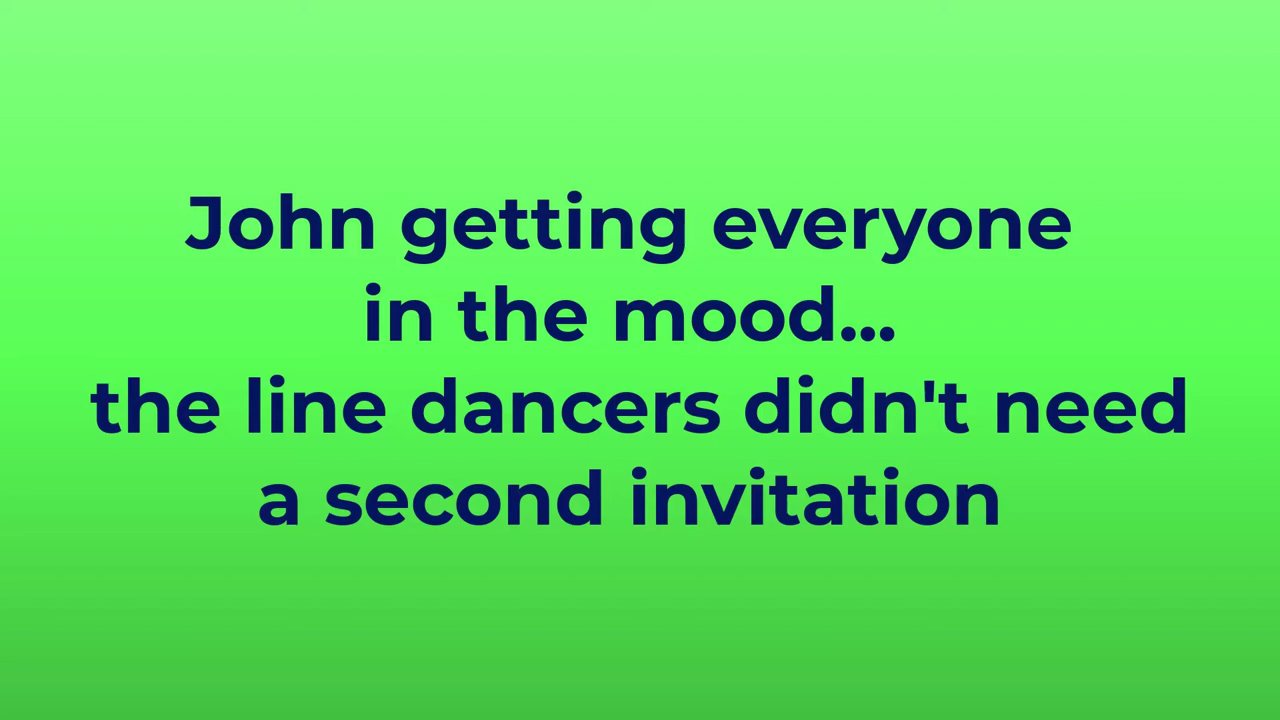 John getting everyone
in the mood...
the line dancers didn't need
a second invitation